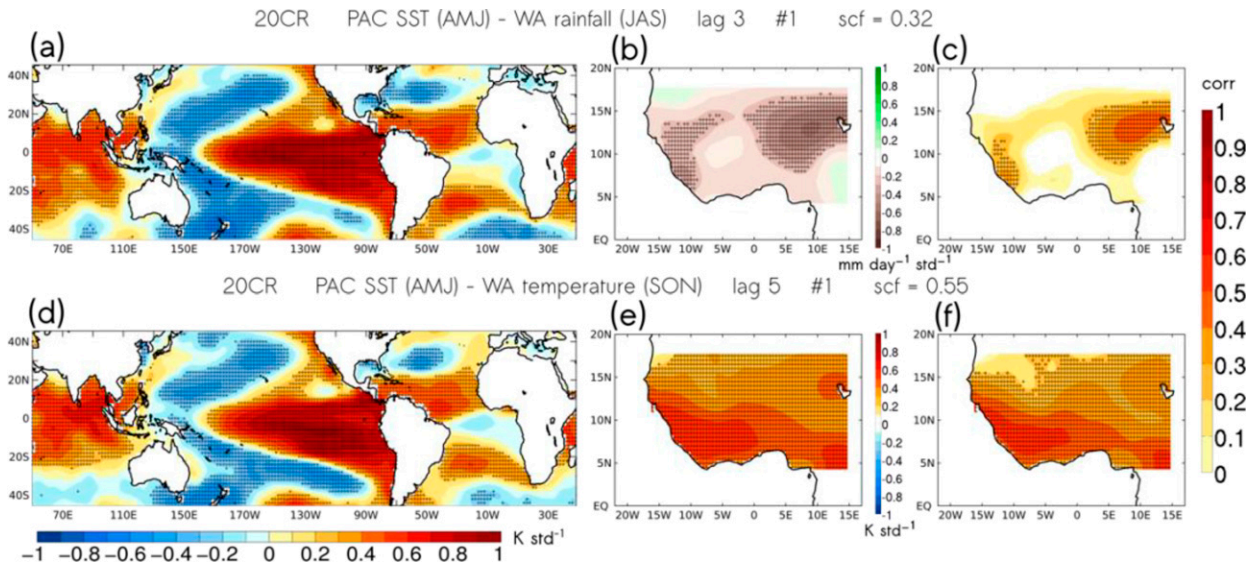 20CR PAC SST (AMJ) - WA rainfall (JAS) lag 3 #1 scf = 0.32
(a)
40N
20N
0
20S
40S
70E 110E 150E 170W 130W 90W 50W 10W 30E
(b)
20N
15N
10N
5N
EQ
20W 15W 10W 5W 0 5E 10E 15E
1
0.8
0.6
0.4
0.2
0
-0.2
-0.4
-0.6
-0.8
-1
mm day⁻¹ std⁻¹
(c)
20N
15N
10N
5N
EQ
20W 15W 10W 5W 0 5E 10E 15E
corr
1
0.9
0.8
0.7
0.6
0.5
0.4
0.3
0.2
0.1
0
20CR PAC SST (AMJ) - WA temperature (SON) lag 5 #1 scf = 0.55
(d)
40N
20N
0
20S
40S
70E 110E 150E 170W 130W 90W 50W 10W 30E
-1 -0.8 -0.6 -0.4 -0.2 0 0.2 0.4 0.6 0.8 1 K std⁻¹
(e)
20N
15N
10N
5N
EQ
20W 15W 10W 5W 0 5E 10E 15E
1
0.8
0.6
0.4
0.2
0
-0.2
-0.4
-0.6
-0.8
-1
K std⁻¹
(f)
20N
15N
10N
5N
EQ
20W 15W 10W 5W 0 5E 10E 15E